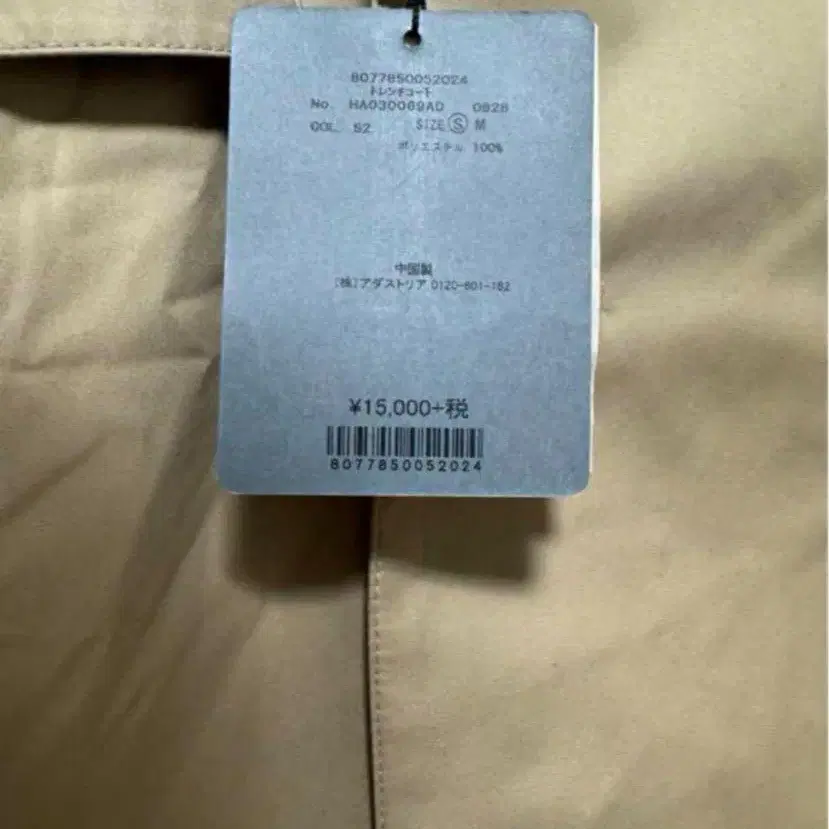 8077850052024
トレンチコート
No. HA030069AD 0828
COL. 52 SIZE Ⓢ M
ポリエステル 100%
中国製
(株)アダストリア 0120-601-162
¥15,000+税
8077850052024